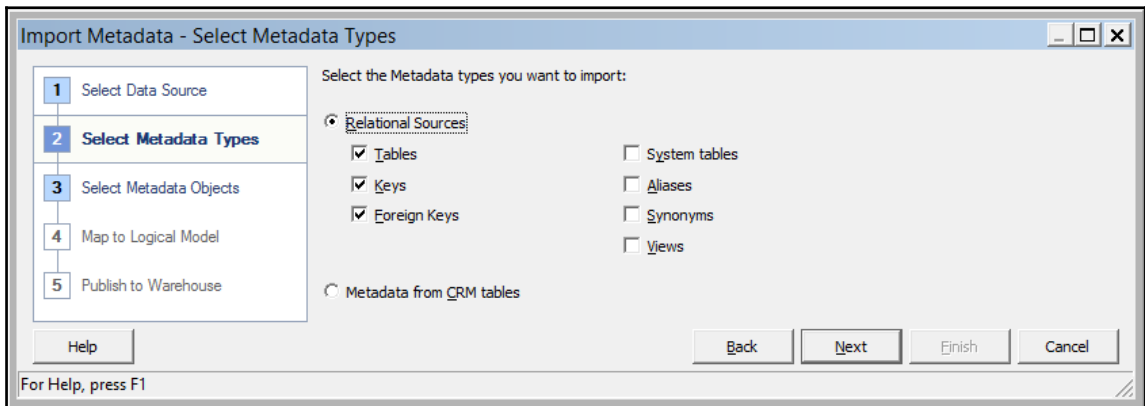 Import Metadata - Select Metadata Types
Select the Metadata types you want to import:
1 Select Data Source
2 Select Metadata Types
3 Select Metadata Objects
4 Map to Logical Model
5 Publish to Warehouse
Relational Sources
Tables
System tables
Keys
Aliases
Foreign Keys
Synonyms
Views
Metadata from CRM tables
Help
Back
Next
Finish
Cancel
For Help, press F1